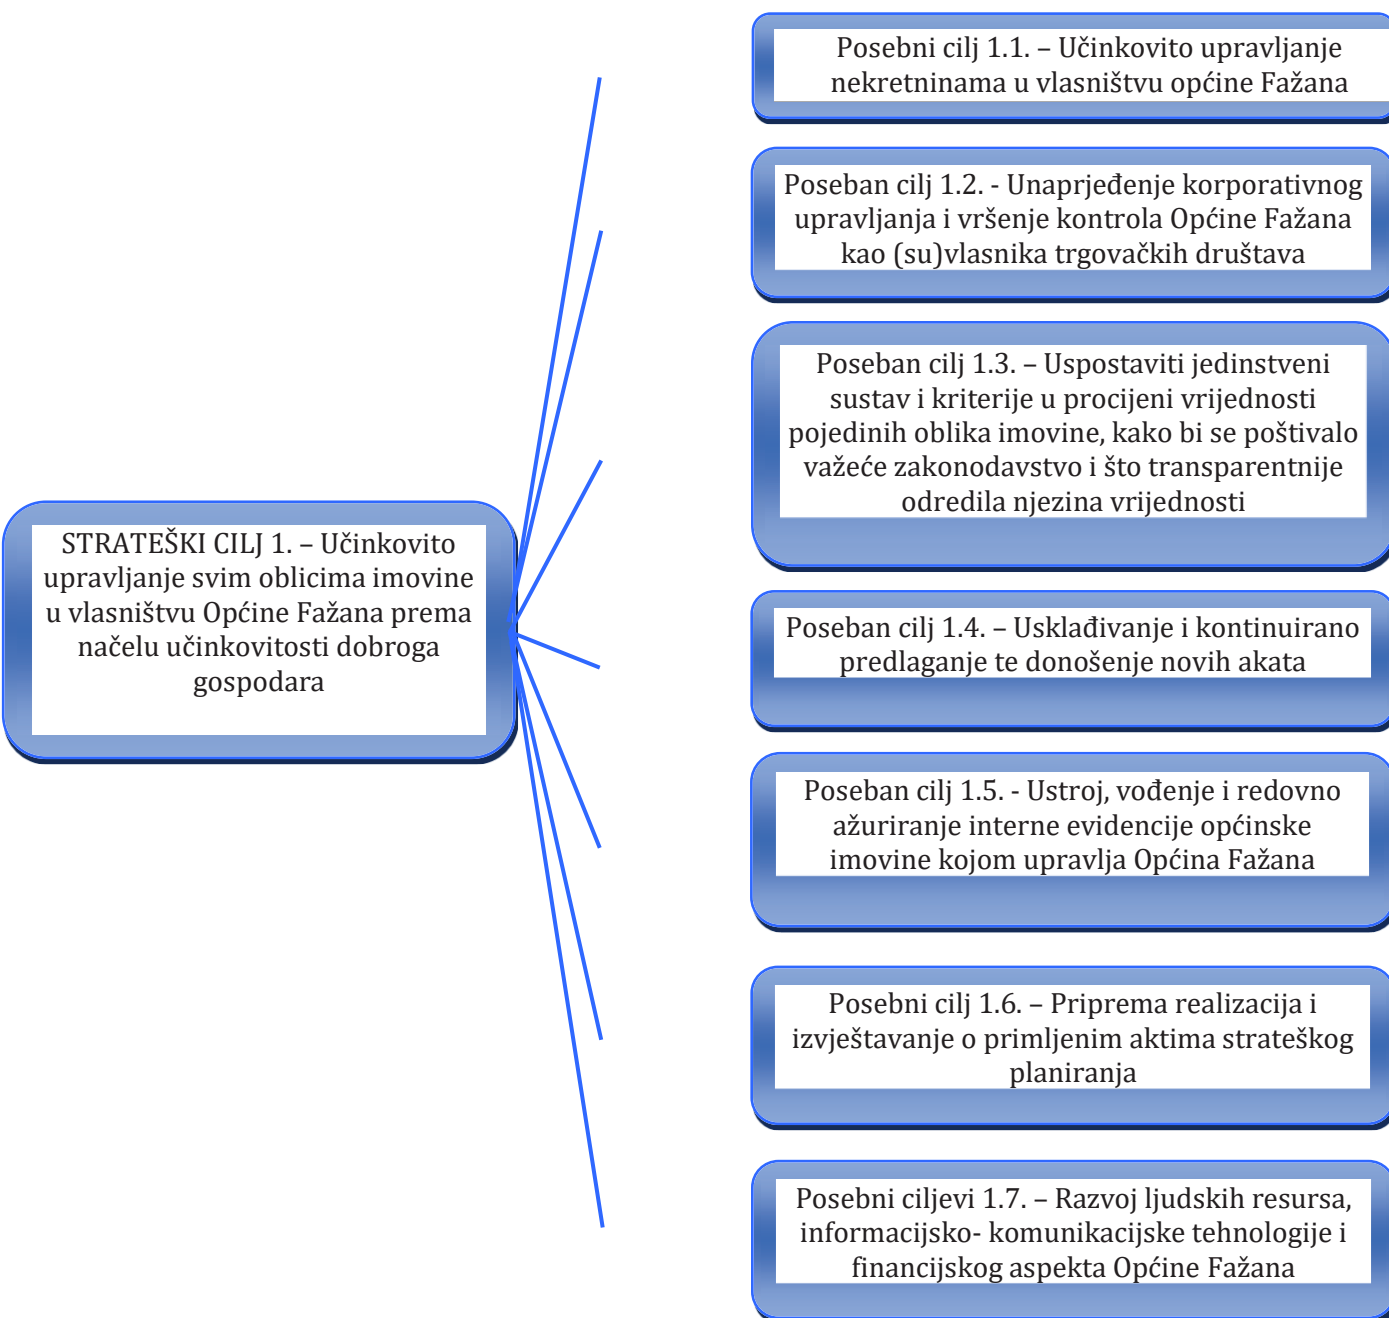 STRATEŠKI CILJ 1. – Učinkovito
upravljanje svim oblicima imovine
u vlasništvu Općine Fažana prema
načelu učinkovitosti dobroga
gospodara
Posebni cilj 1.1. – Učinkovito upravljanje
nekretninama u vlasništvu općine Fažana
Poseban cilj 1.2. - Unaprjeđenje korporativnog
upravljanja i vršenje kontrola Općine Fažana
kao (su)vlasnika trgovačkih društava
Poseban cilj 1.3. – Uspostaviti jedinstveni
sustav i kriterije u procijeni vrijednosti
pojedinih oblika imovine, kako bi se poštivalo
važeće zakonodavstvo i što transparentnije
odredila njezina vrijednosti
Poseban cilj 1.4. – Usklađivanje i kontinuirano
predlaganje te donošenje novih akata
Poseban cilj 1.5. - Ustroj, vođenje i redovno
ažuriranje interne evidencije općinske
imovine kojom upravlja Općina Fažana
Posebni cilj 1.6. – Priprema realizacija i
izvještavanje o primljenim aktima strateškog
planiranja
Posebni ciljevi 1.7. – Razvoj ljudskih resursa,
informacijsko- komunikacijske tehnologije i
financijskog aspekta Općine Fažana